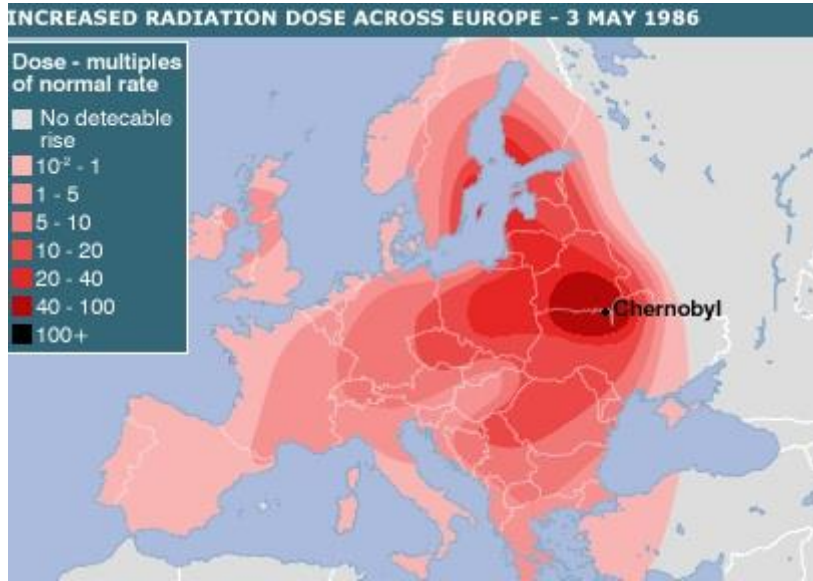 INCREASED RADIATION DOSE ACROSS EUROPE - 3 MAY 1986
Dose - multiples
of normal rate
No detecable
rise
10⁻² - 1
1 - 5
5 - 10
10 - 20
20 - 40
40 - 100
100+
Chernobyl